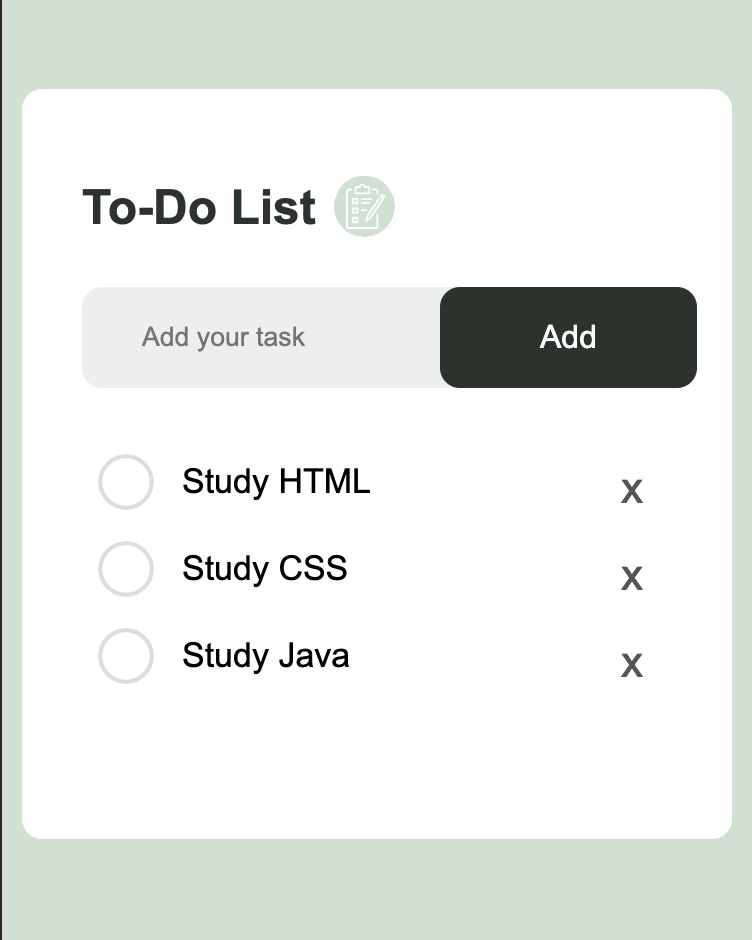 To-Do List
Add your task Add
Study HTML x
Study CSS x
Study Java x